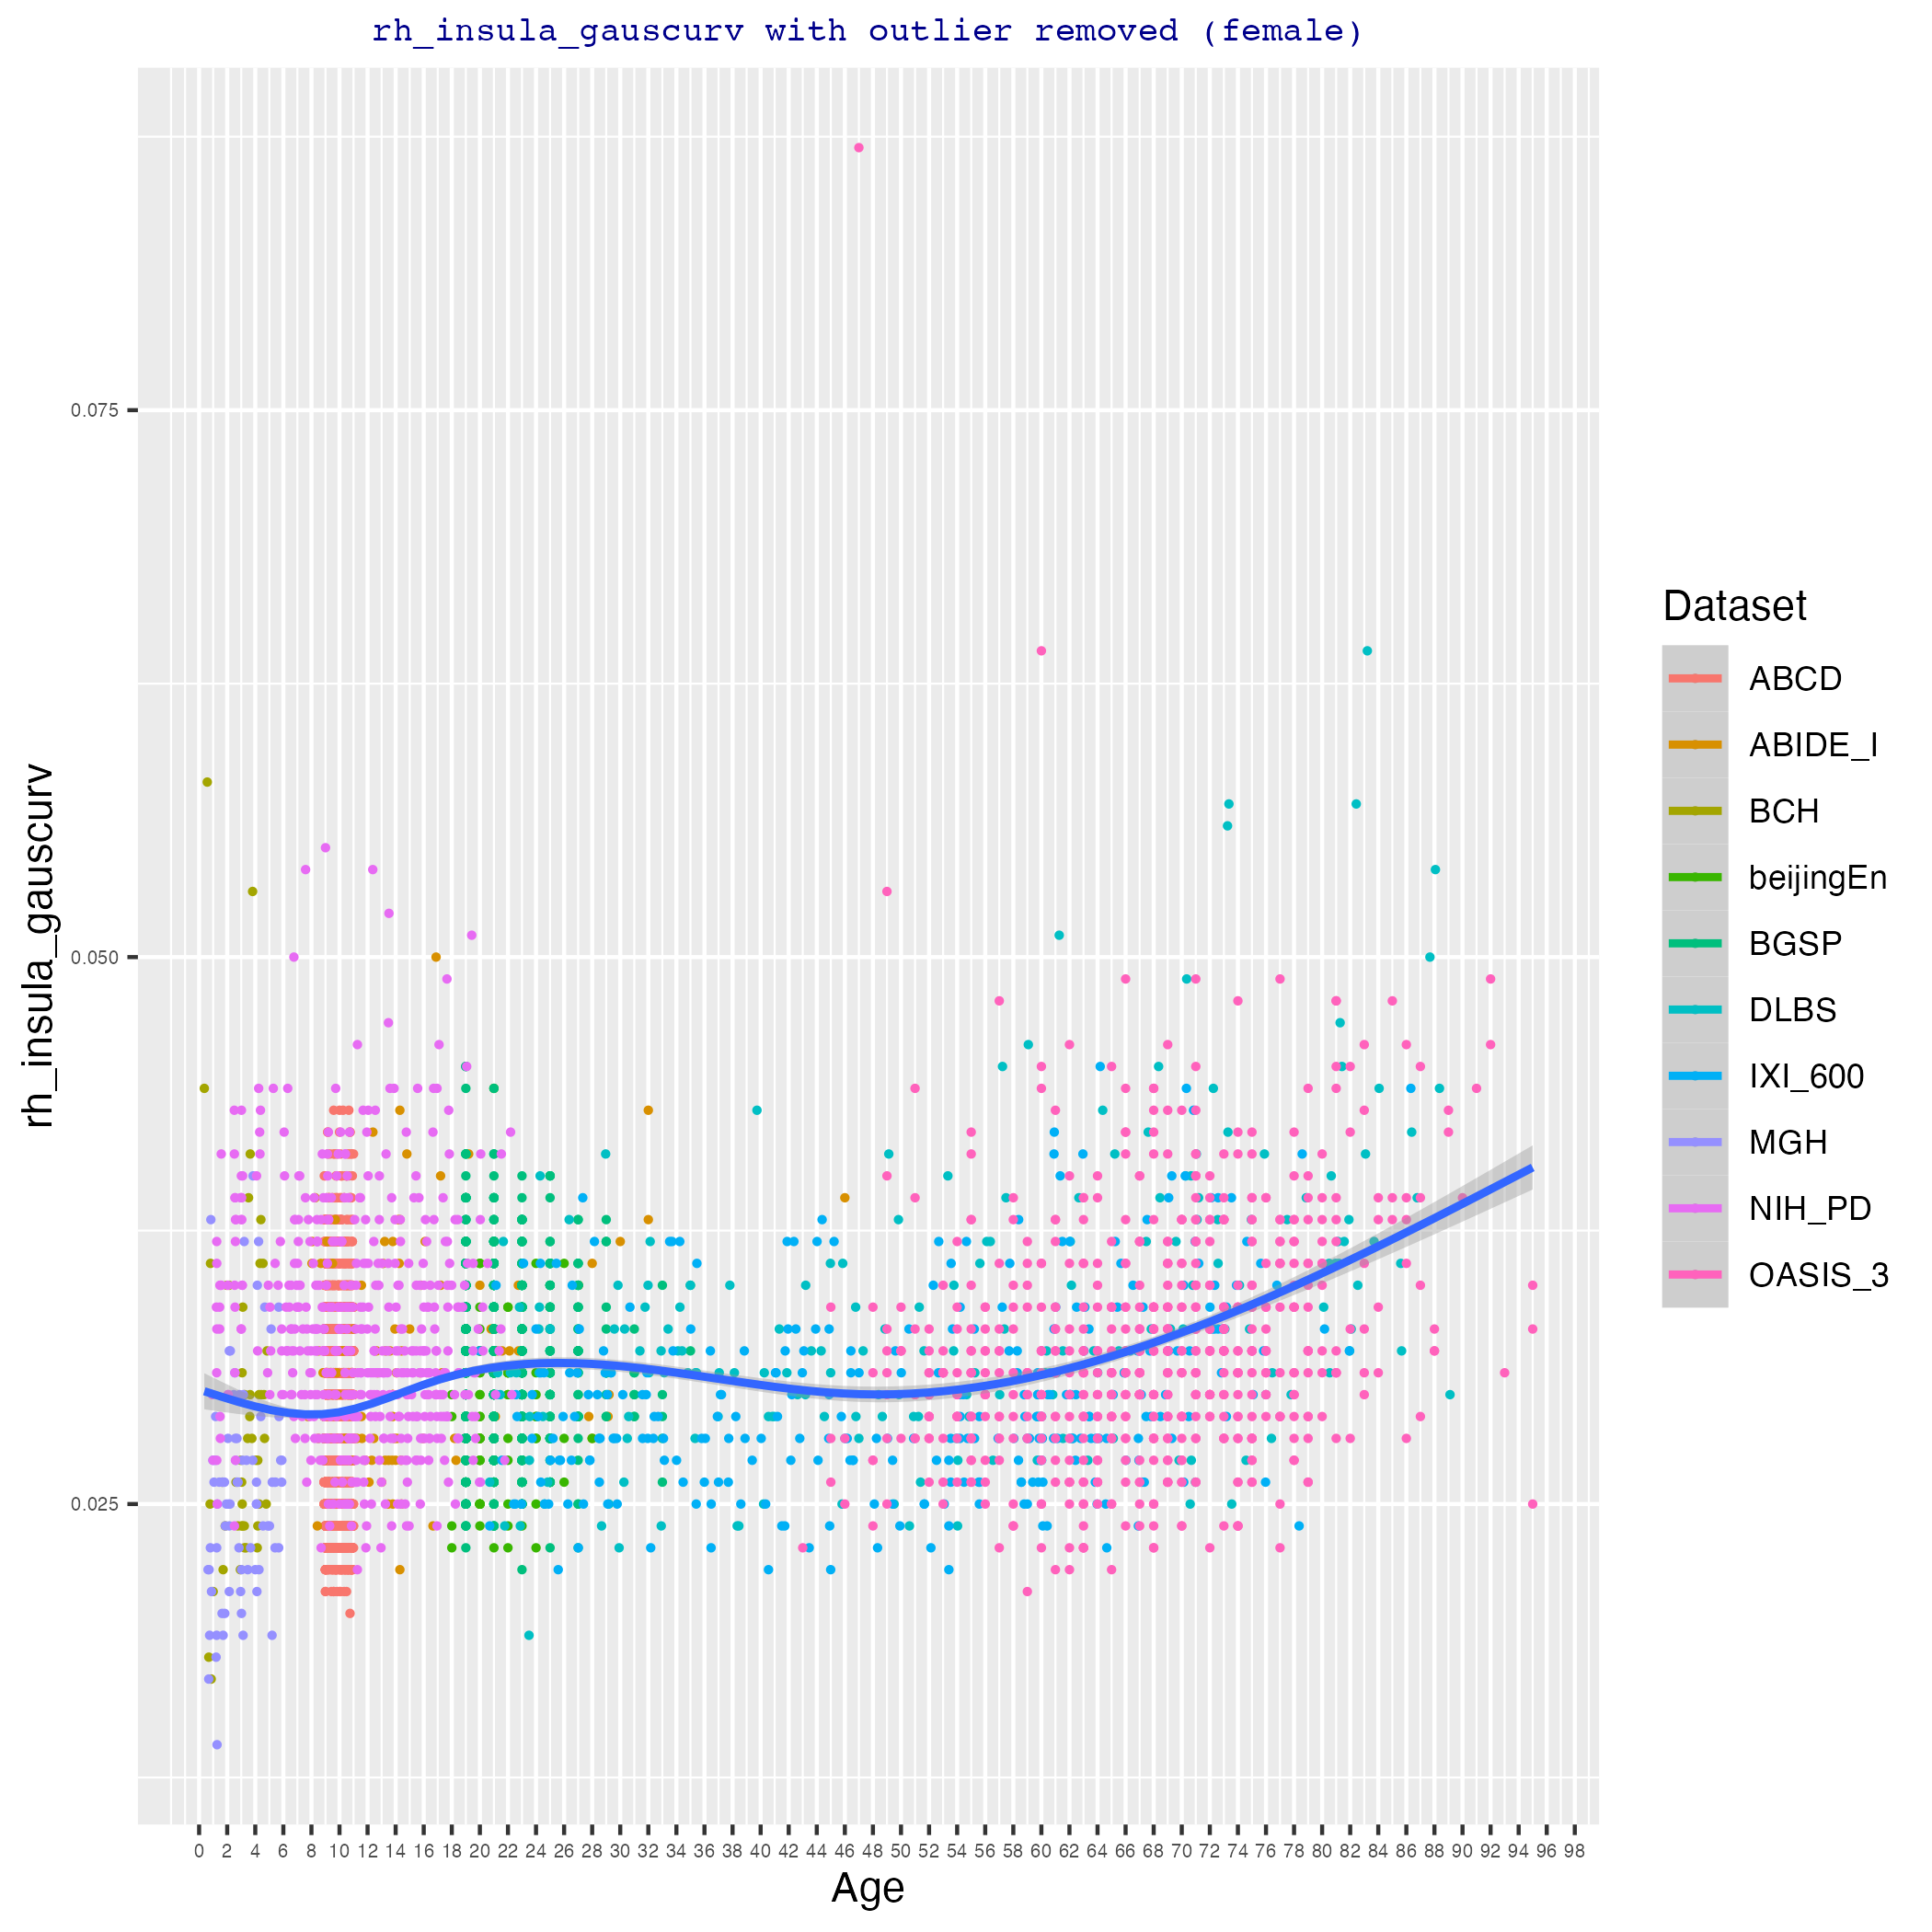 rh_insula_gauscurv with outlier removed (female)
rh_insula_gauscurv
0.075
0.050
0.025
0 2 4 6 8 10 12 14 16 18 20 22 24 26 28 30 32 34 36 38 40 42 44 46 48 50 52 54 56 58 60 62 64 66 68 70 72 74 76 78 80 82 84 86 88 90 92 94 96 98
Age
Dataset
ABCD
ABIDE_I
BCH
beijingEn
BGSP
DLBS
IXI_600
MGH
NIH_PD
OASIS_3